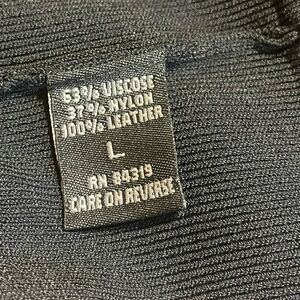 63% VISCOSE
37% NYLON
100% LEATHER
L
RN 84319
CARE ON REVERSE